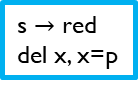 s → red
del x, x=p